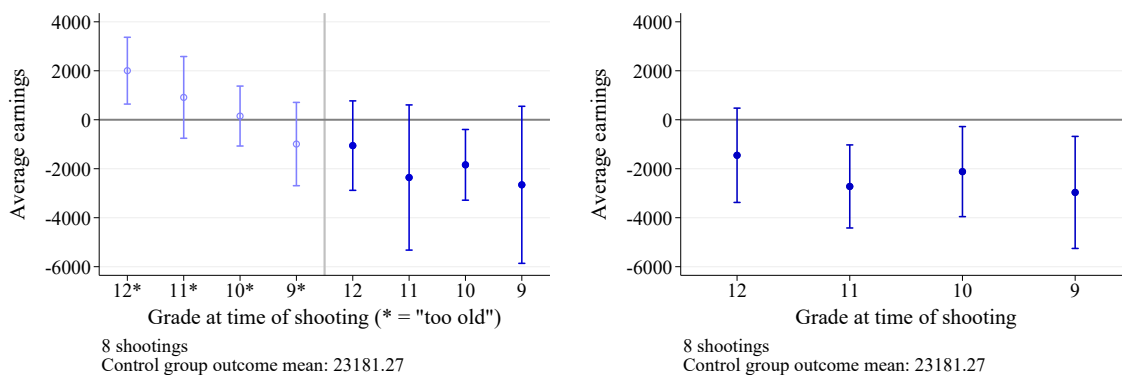 4000
2000
0
-2000
-4000
-6000
Average earnings
12* 11* 10* 9* 12 11 10 9
Grade at time of shooting (* = "too old")
8 shootings
Control group outcome mean: 23181.27
4000
2000
0
-2000
-4000
-6000
Average earnings
12 11 10 9
Grade at time of shooting
8 shootings
Control group outcome mean: 23181.27